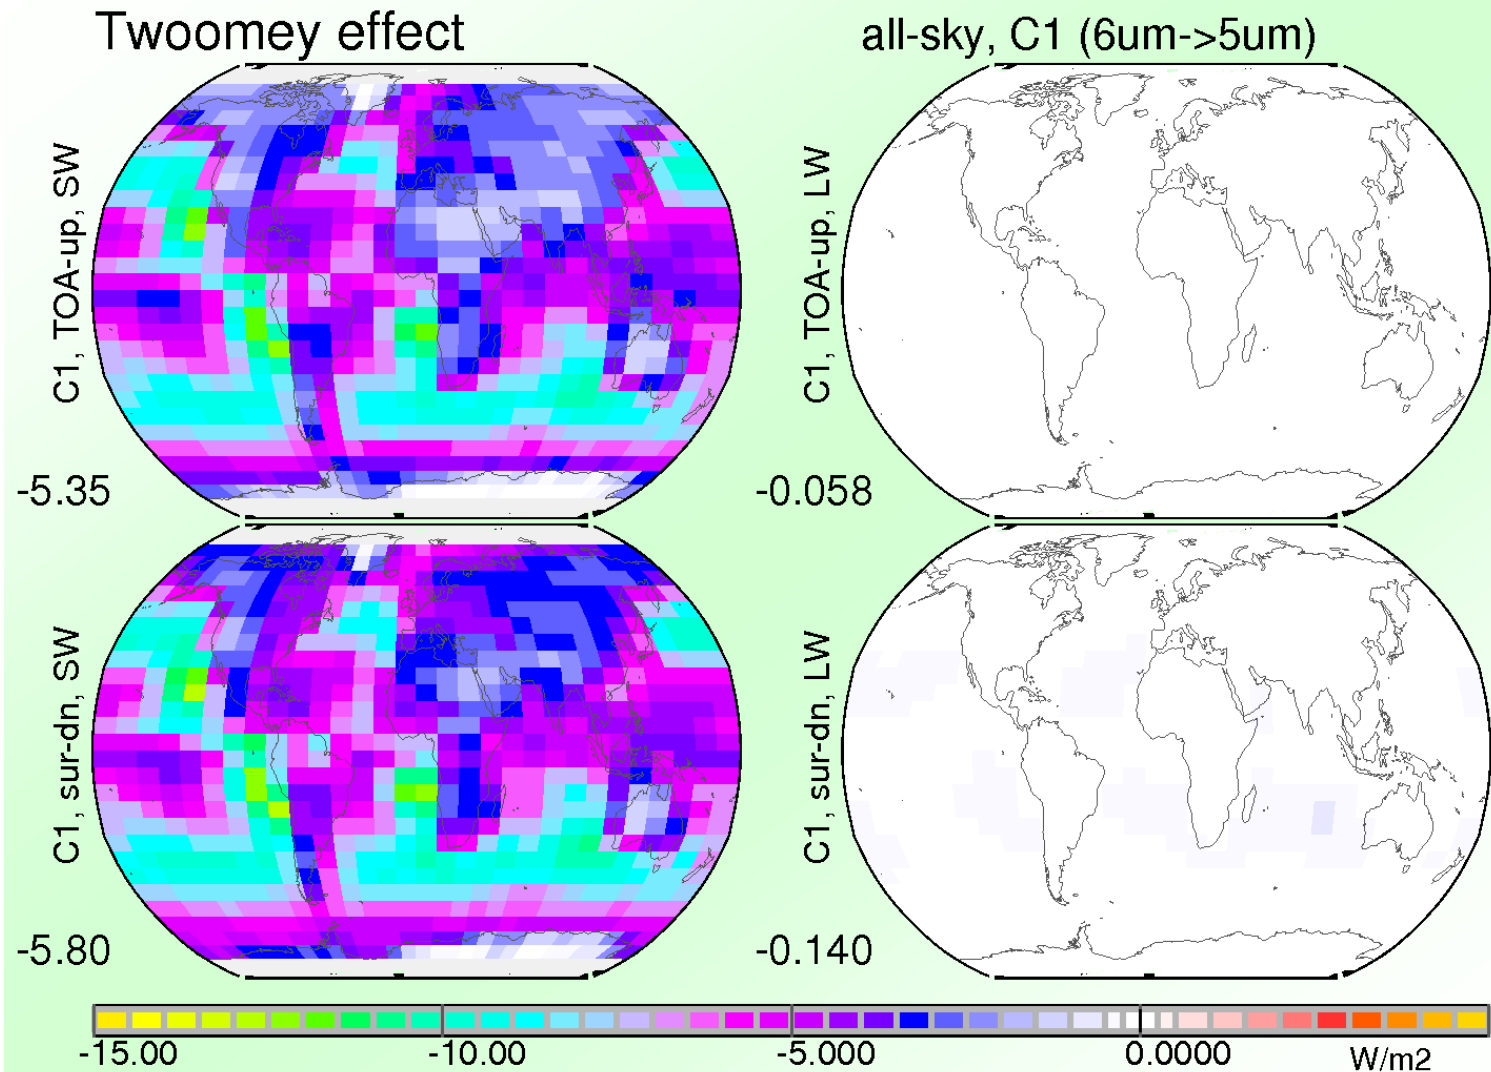 Twoomey effect
all-sky, C1 (6um->5um)
C1, TOA-up, SW
C1, TOA-up, LW
-5.35
-0.058
C1, sur-dn, SW
C1, sur-dn, LW
-5.80
-0.140
-15.00 -10.00 -5.000 0.0000 W/m2